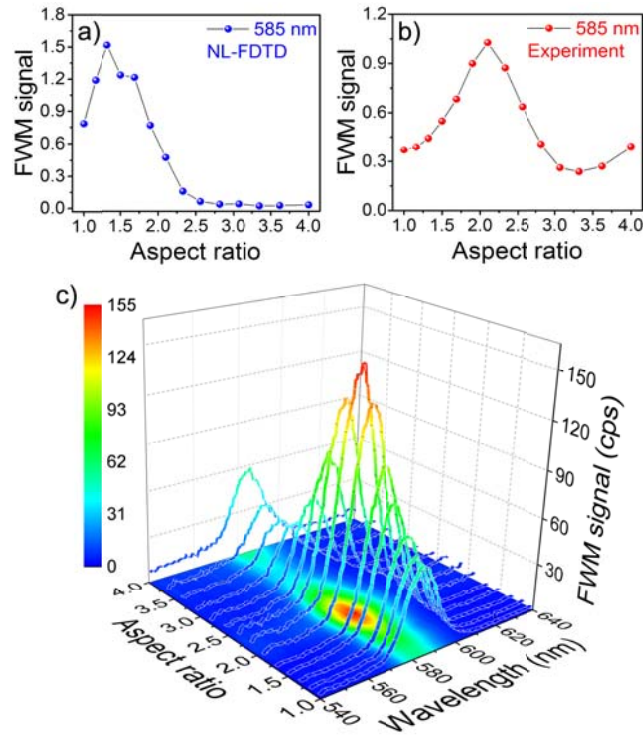 a)
585 nm
NL-FDTD
FWM signal
1.8
1.5
1.2
0.9
0.6
0.3
0.0
1.0 1.5 2.0 2.5 3.0 3.5 4.0
Aspect ratio
b)
585 nm
Experiment
FWM signal
1.2
0.9
0.6
0.3
0.0
1.0 1.5 2.0 2.5 3.0 3.5 4.0
Aspect ratio
c)
155
124
93
62
31
0
150
120
90
60
30
FWM signal (cps)
4.0
3.5
3.0
2.5
2.0
1.5
1.0
Aspect ratio
540
560
580
600
620
640
Wavelength (nm)